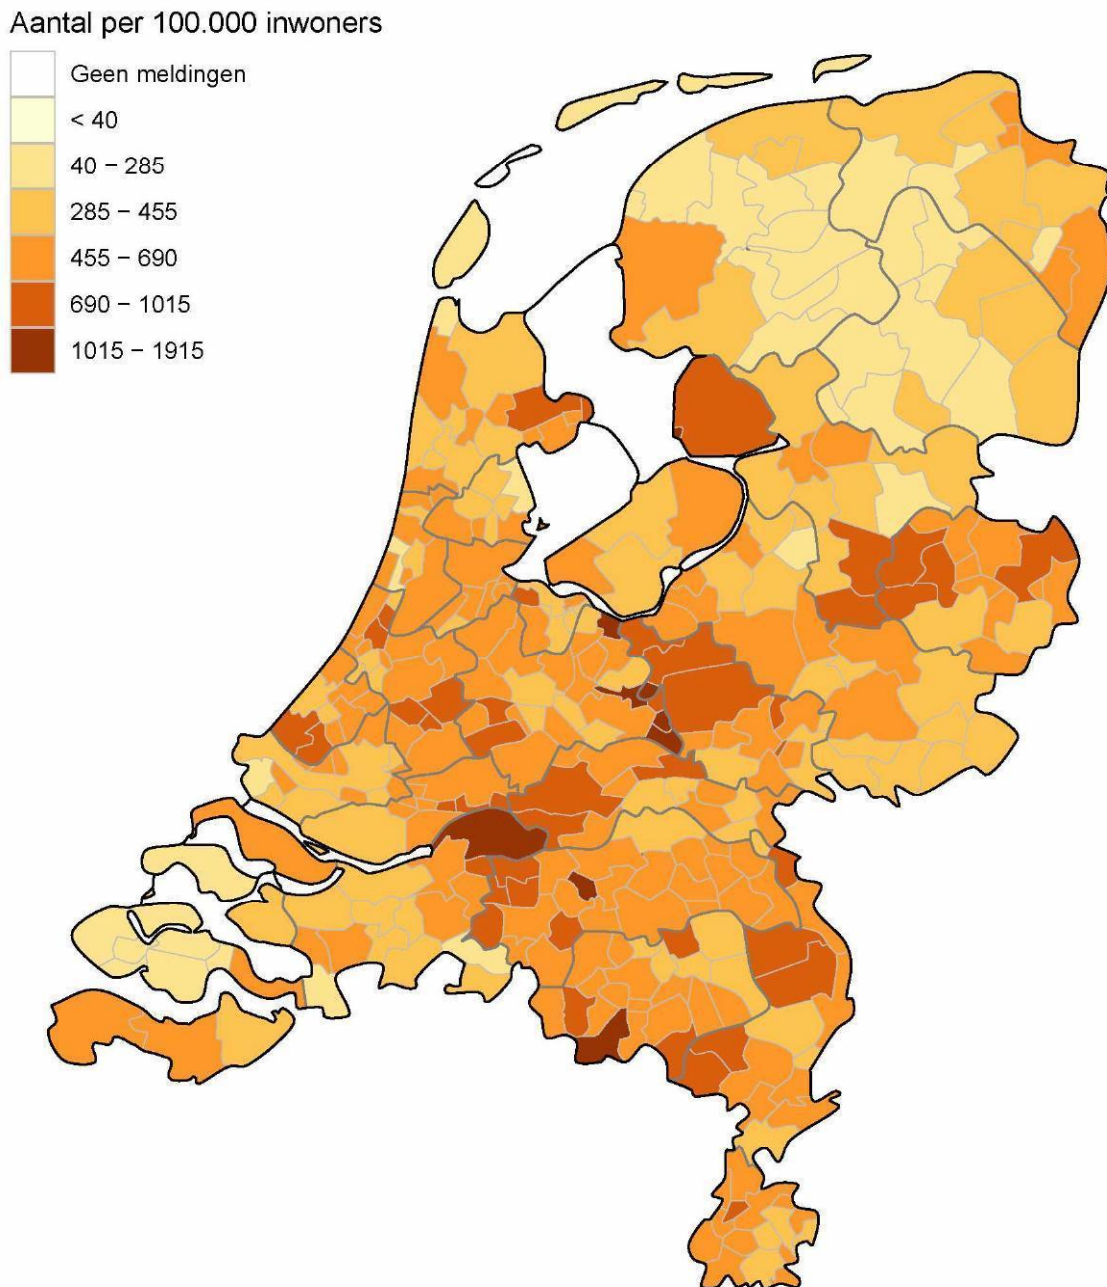 Aantal per 100.000 inwoners
Geen meldingen
< 40
40 − 285
285 − 455
455 − 690
690 − 1015
1015 − 1915